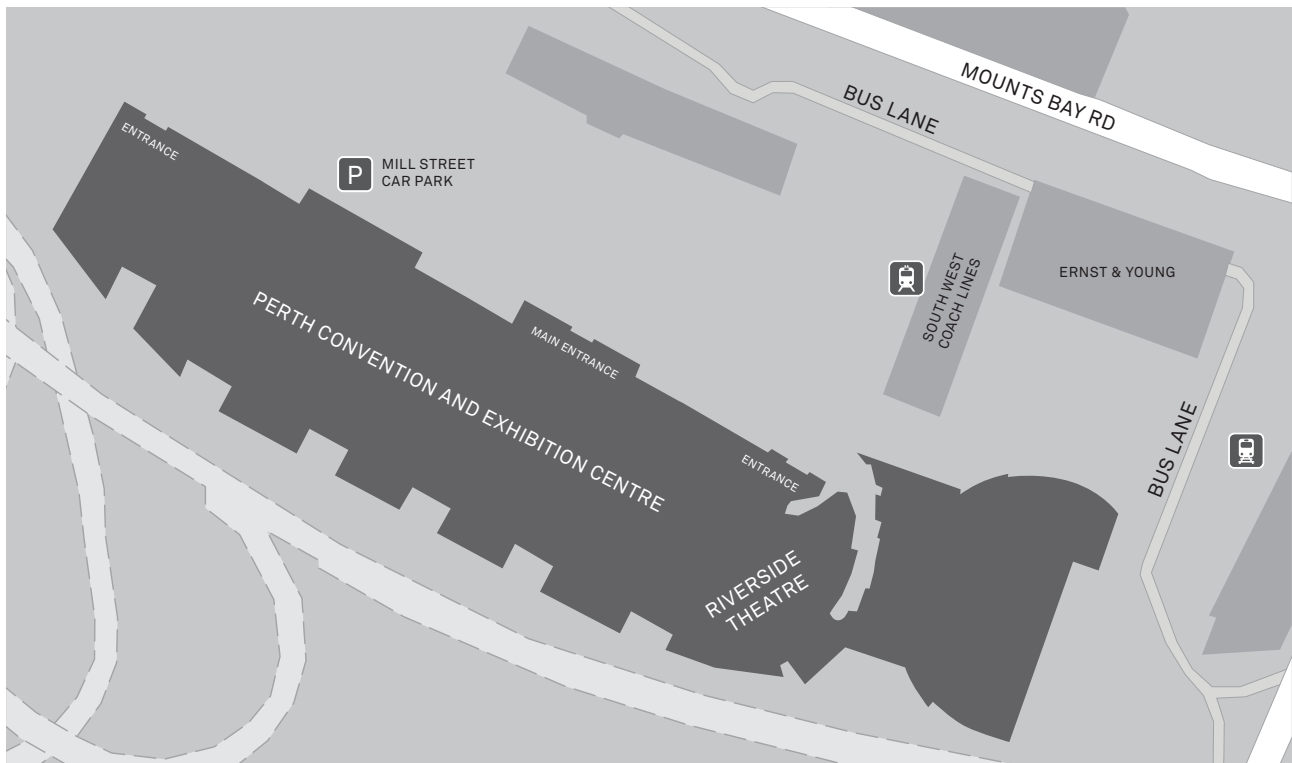 MOUNTS BAY RD
BUS LANE
ENTRANCE
P
MILL STREET
CAR PARK
SOUTH WEST
COACH LINES
ERNST & YOUNG
PERTH CONVENTION AND EXHIBITION CENTRE
MAIN ENTRANCE
BUS LANE
ENTRANCE
RIVERSIDE
THEATRE